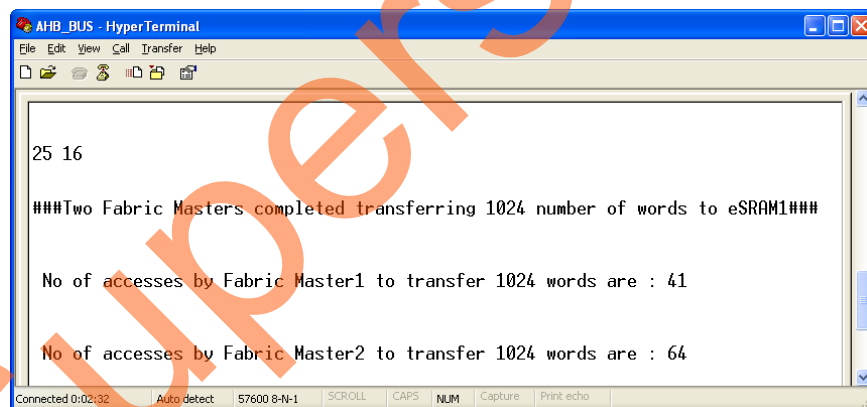 AHB_BUS - HyperTerminal
File Edit View Call Transfer Help
25 16
###Two Fabric Masters completed transferring 1024 number of words to eSRAM1###
No of accesses by Fabric Master1 to transfer 1024 words are : 41
No of accesses by Fabric Master2 to transfer 1024 words are : 64
Connected 0:02:32 Auto detect 57600 8-N-1 SCROLL CAPS NUM Capture Print echo